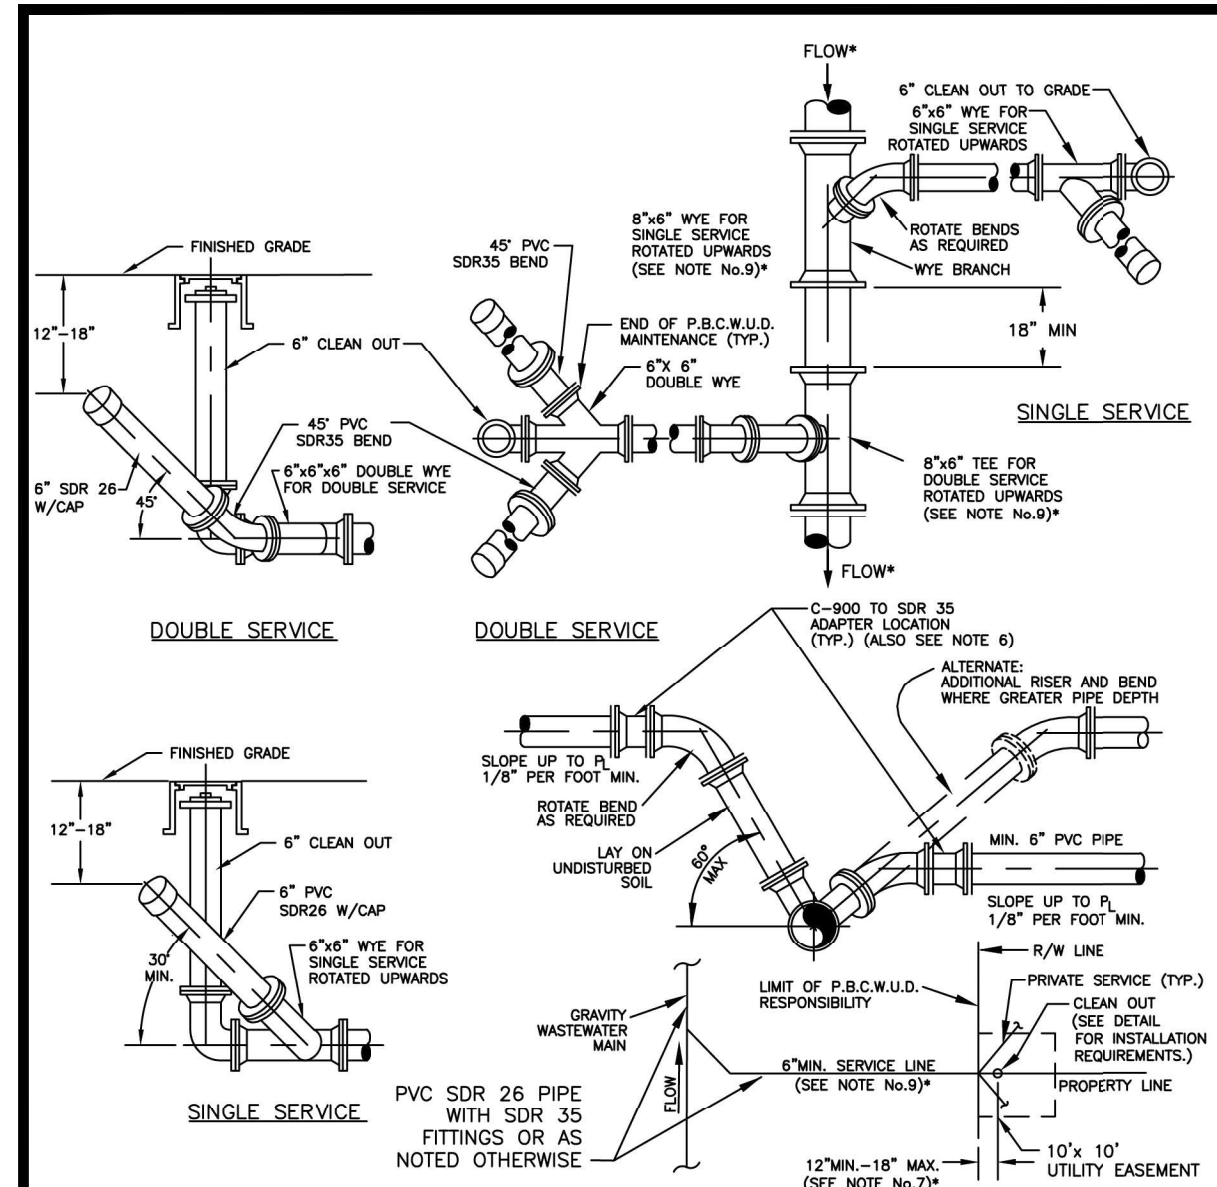 FLOW*
6" CLEAN OUT TO GRADE
6"x6" WYE FOR
SINGLE SERVICE
ROTATED UPWARDS
8"x6" WYE FOR
SINGLE SERVICE
ROTATED UPWARDS
(SEE NOTE No.9)*
ROTATE BENDS
AS REQUIRED
WYE BRANCH
FINISHED GRADE
45° PVC
SDR35 BEND
12"-18"
6" CLEAN OUT
END OF P.B.C.W.U.D.
MAINTENANCE (TYP.)
6"X 6"
DOUBLE WYE
18" MIN
SINGLE SERVICE
45° PVC
SDR35 BEND
6"x6"x6" DOUBLE WYE
FOR DOUBLE SERVICE
6" SDR 26
W/CAP
45°
8"x6" TEE FOR
DOUBLE SERVICE
ROTATED UPWARDS
(SEE NOTE No.9)*
FLOW*
DOUBLE SERVICE
DOUBLE SERVICE
C-900 TO SDR 35
ADAPTER LOCATION
(TYP.) (ALSO SEE NOTE 6)
ALTERNATE:
ADDITIONAL RISER AND BEND
WHERE GREATER PIPE DEPTH
FINISHED GRADE
SLOPE UP TO PL
1/8" PER FOOT MIN.
ROTATE BEND
AS REQUIRED
12"-18"
6" CLEAN OUT
LAY ON
UNDISTURBED
SOIL
60°
MAX
MIN. 6" PVC PIPE
6" PVC
SDR26 W/CAP
SLOPE UP TO PL
1/8" PER FOOT MIN.
6"x6" WYE FOR
SINGLE SERVICE
ROTATED UPWARDS
30°
MIN.
R/W LINE
LIMIT OF P.B.C.W.U.D.
RESPONSIBILITY
PRIVATE SERVICE (TYP.)
CLEAN OUT
(SEE DETAIL
FOR INSTALLATION
REQUIREMENTS.)
GRAVITY
WASTEWATER
MAIN
6"MIN. SERVICE LINE
(SEE NOTE No.9)*
PROPERTY LINE
FLOW
SINGLE SERVICE
PVC SDR 26 PIPE
WITH SDR 35
FITTINGS OR AS
NOTED OTHERWISE
10'x 10'
UTILITY EASEMENT
12"MIN.-18" MAX.
(SEE NOTE No.7)*